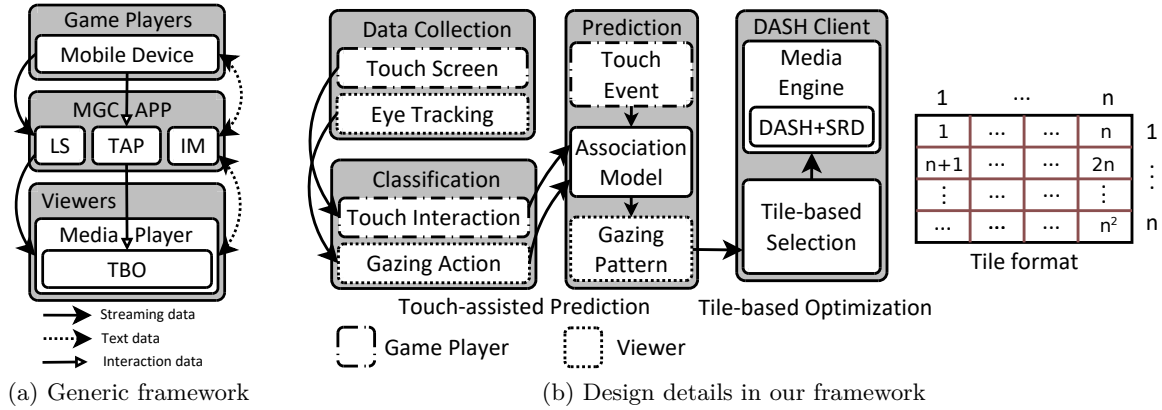 Game Players
Mobile Device
MGC APP
LS
TAP
IM
Viewers
Media Player
TBO
Streaming data
Text data
Interaction data
(a) Generic framework
Data Collection
Touch Screen
Eye Tracking
Classification
Touch Interaction
Gazing Action
Prediction
Touch
Event
Association
Model
Gazing
Pattern
Touch-assisted Prediction
DASH Client
Media
Engine
DASH+SRD
Tile-based
Selection
Tile-based Optimization
Game Player
Viewer
1 ... n
1 ... ... n 1
n+1 ... ... 2n ⋮
⋮ ... ... ⋮
... ... ... n² n
Tile format
(b) Design details in our framework